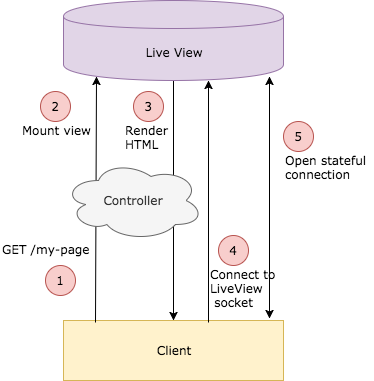 Live View
2
Mount view
3
Render
HTML
5
Open stateful
connection
Controller
GET /my-page
1
4
Connect to
LiveView
socket
Client